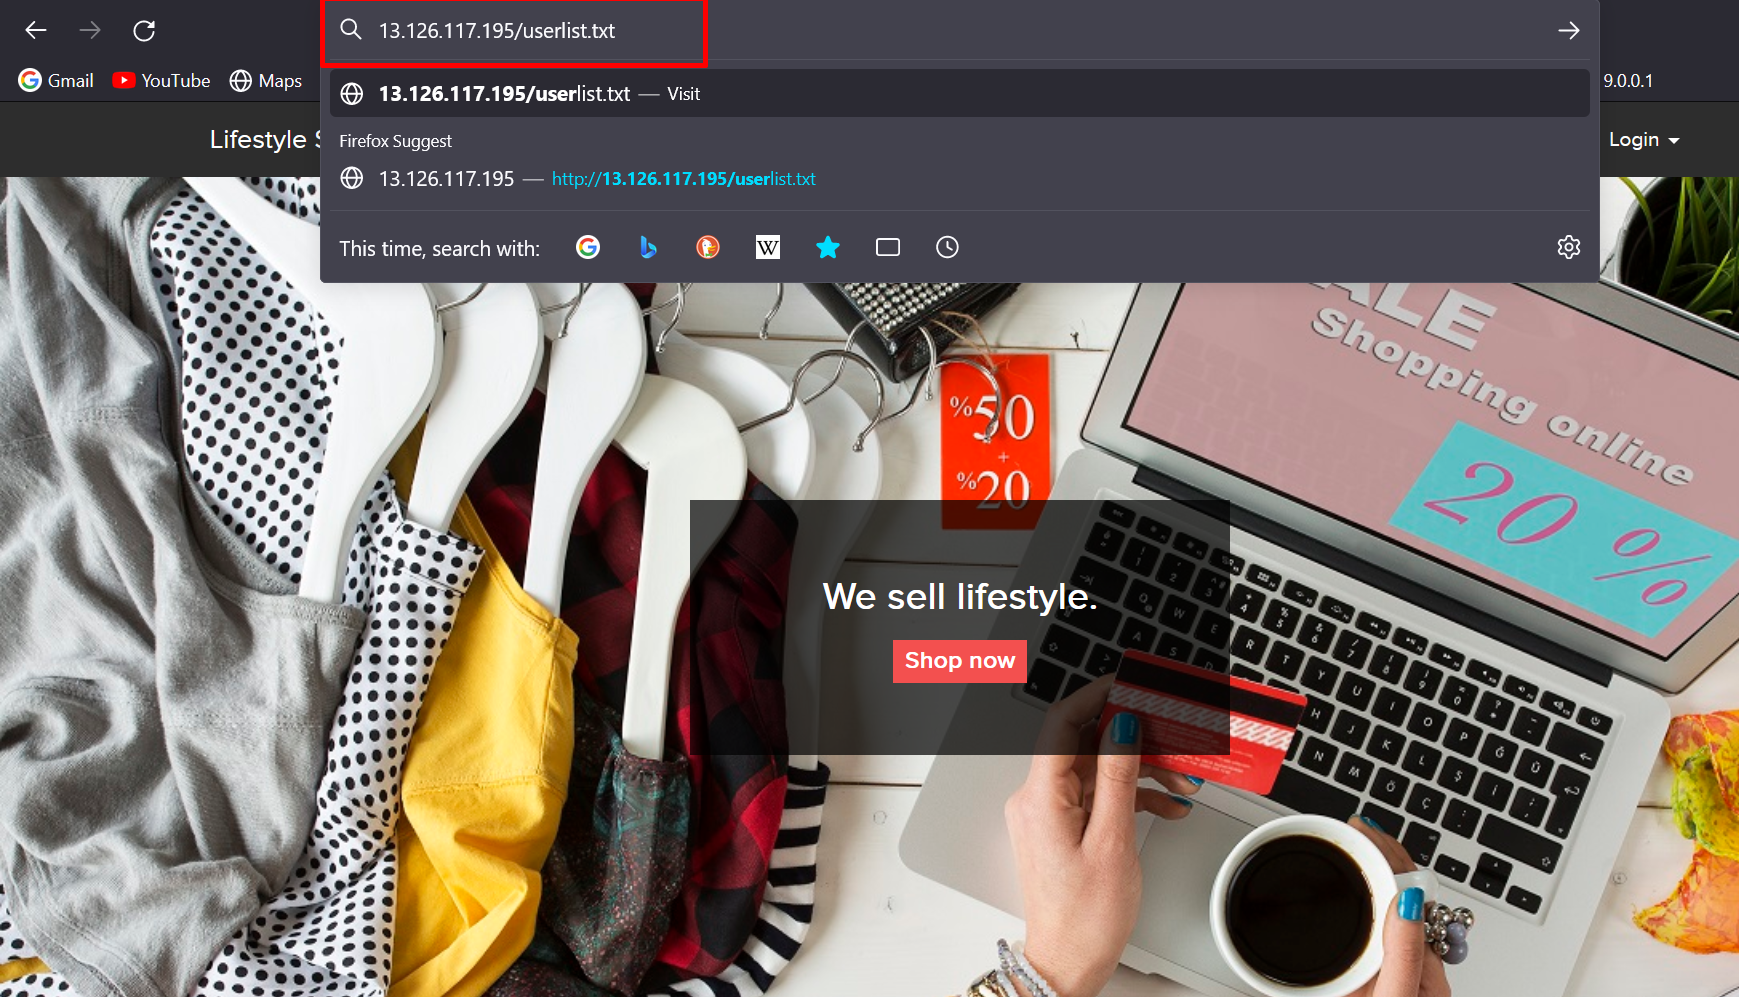 13.126.117.195/userlist.txt
Gmail YouTube Maps
9.0.0.1
13.126.117.195/userlist.txt — Visit
Lifestyle
Login
Firefox Suggest
13.126.117.195 — http://13.126.117.195/userlist.txt
This time, search with:
W
SALE
Shopping online
20 %
%50
+
%20
We sell lifestyle.
Shop now